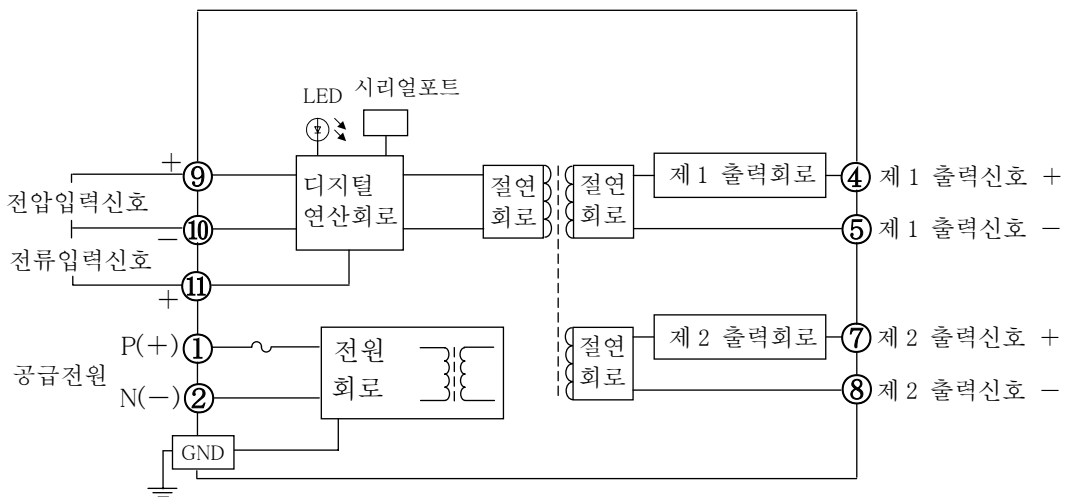 시리얼포트
LED
+
⑨
전압입력신호
⑩
−
전류입력신호
⑪
+
디지털
연산회로
절연
회로
절연
회로
제1 출력회로
④ 제1 출력신호 +
⑤ 제1 출력신호 −
P(+) ①
공급전원
N(−) ②
GND
전원
회로
절연
회로
제2 출력회로
⑦ 제2 출력신호 +
⑧ 제2 출력신호 −